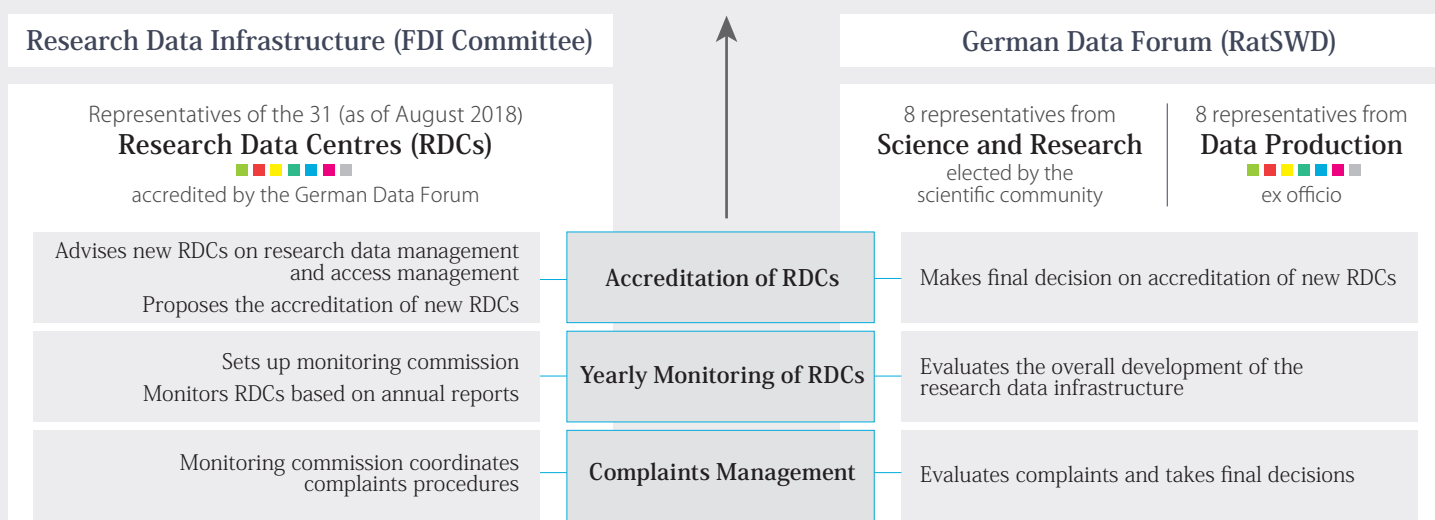 Research Data Infrastructure (FDI Committee)
German Data Forum (RatSWD)
Representatives of the 31 (as of August 2018)
Research Data Centres (RDCs)
accredited by the German Data Forum
8 representatives from
Science and Research
elected by the
scientific community
8 representatives from
Data Production
ex officio
Advises new RDCs on research data management
and access management
Proposes the accreditation of new RDCs
Accreditation of RDCs
Makes final decision on accreditation of new RDCs
Sets up monitoring commission
Monitors RDCs based on annual reports
Yearly Monitoring of RDCs
Evaluates the overall development of the
research data infrastructure
Monitoring commission coordinates
complaints procedures
Complaints Management
Evaluates complaints and takes final decisions